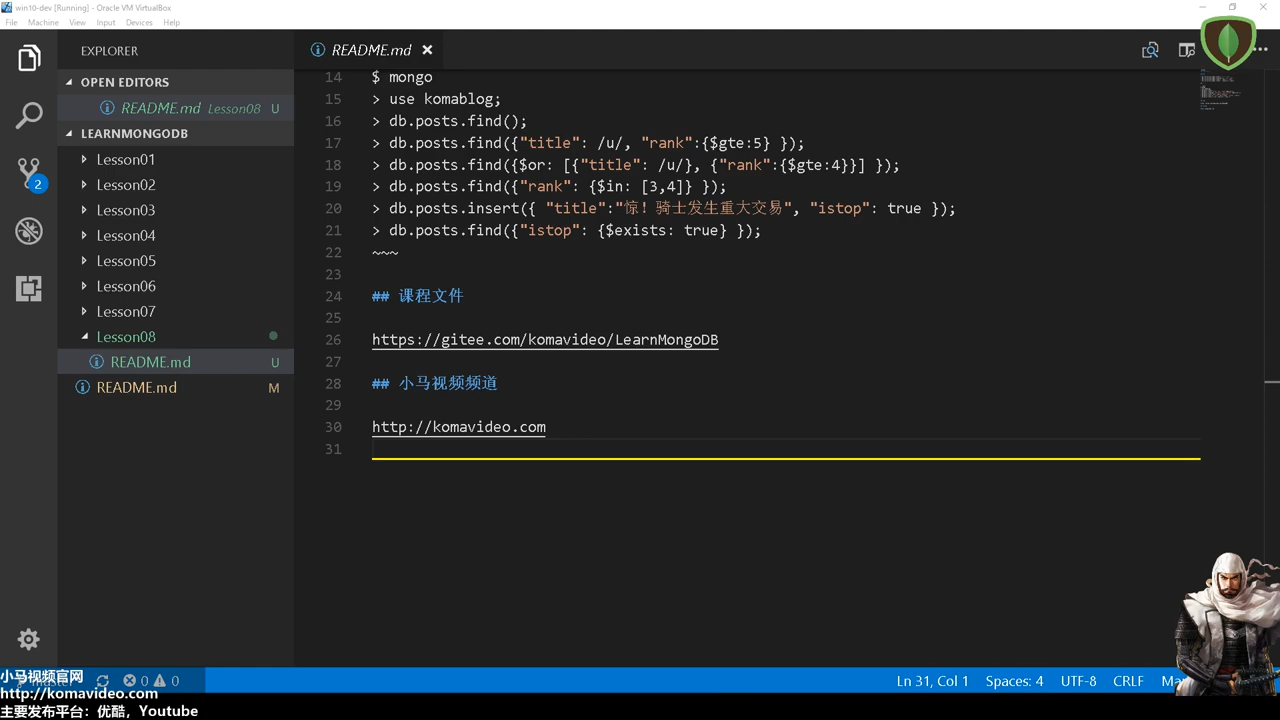 win10-dev [Running] - Oracle VM VirtualBox
File Machine View Input Devices Help
EXPLORER
OPEN EDITORS
README.md Lesson08 U
LEARNMONGODB
Lesson01
Lesson02
Lesson03
Lesson04
Lesson05
Lesson06
Lesson07
Lesson08
README.md U
README.md M
2
README.md
14 $ mongo
15 > use komablog;
16 > db.posts.find();
17 > db.posts.find({"title": /u/, "rank":{$gte:5} });
18 > db.posts.find({$or: [{"title": /u/}, {"rank":{$gte:4}}] });
19 > db.posts.find({"rank": {$in: [3,4]} });
20 > db.posts.insert({ "title":"惊！骑士发生重大交易", "istop": true });
21 > db.posts.find({"istop": {$exists: true} });
22 ~~~
23
24 ## 课程文件
25
26 https://gitee.com/komavideo/LearnMongoDB
27
28 ## 小马视频频道
29
30 http://komavideo.com
31
0 0
Ln 31, Col 1 Spaces: 4 UTF-8 CRLF
小马视频官网
http://komavideo.com
主要发布平台：优酷，Youtube